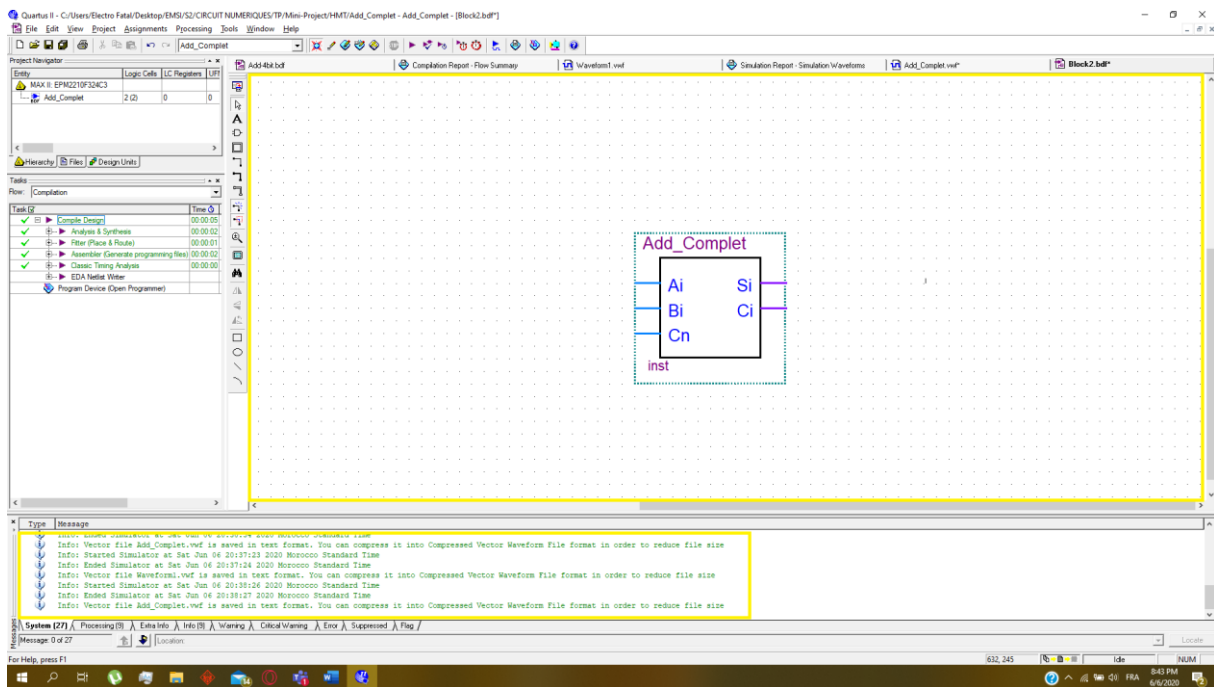 Quartus II - C:/Users/Electro Fatal/Desktop/EMSI/S2/CIRCUIT NUMERIQUES/TP/Mini-Project/HMT/Add_Complet - Add_Complet - [Block2.bdf*]
File Edit View Project Assignments Processing Tools Window Help
Add_Complet
Project Navigator
Entity Logic Cells LC Registers UFM
MAX II: EPM2210F324C3
Add_Complet 2 (2) 0 0
Hierarchy Files Design Units
Tasks
Flow: Compilation
Task Time
Compile Design 00:00:05
Analysis & Synthesis 00:00:02
Fitter (Place & Route) 00:00:01
Assembler (Generate programming files) 00:00:02
Classic Timing Analysis 00:00:00
EDA Netlist Writer
Program Device (Open Programmer)
Add4bit.bdf Compilation Report - Flow Summary Waveform1.vwf Simulation Report - Simulation Waveforms Add_Complet.vwf* Block2.bdf*
Add_Complet
Ai Si
Bi Ci
Cn
inst
Type Message
Info: Vector file Add_Complet.vwf is saved in text format. You can compress it into Compressed Vector Waveform File format in order to reduce file size
Info: Started Simulator at Sat Jun 06 20:37:23 2020 Morocco Standard Time
Info: Ended Simulator at Sat Jun 06 20:37:24 2020 Morocco Standard Time
Info: Vector file Waveform1.vwf is saved in text format. You can compress it into Compressed Vector Waveform File format in order to reduce file size
Info: Started Simulator at Sat Jun 06 20:38:26 2020 Morocco Standard Time
Info: Ended Simulator at Sat Jun 06 20:38:27 2020 Morocco Standard Time
Info: Vector file Add_Complet.vwf is saved in text format. You can compress it into Compressed Vector Waveform File format in order to reduce file size
Messages
System (27) Processing (9) Extra Info Info (9) Warning Critical Warning Error Suppressed Flag
Message: 0 of 27 Location: Locate
For Help, press F1 632, 245 Idle NUM
FRA 8:43 PM
6/6/2020